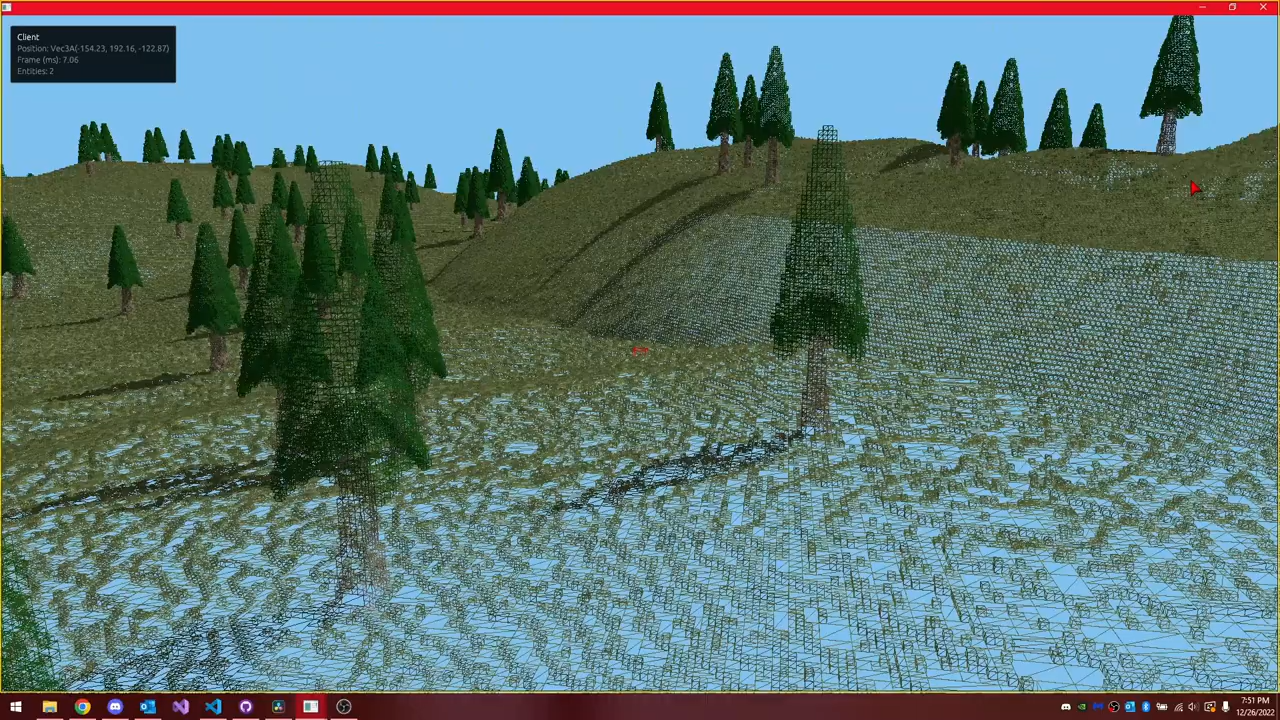 Client
Position: Vec3A(-154.23, 192.16, -122.87)
Frame (ms): 7.06
Entities: 2
7:51 PM
12/26/2022